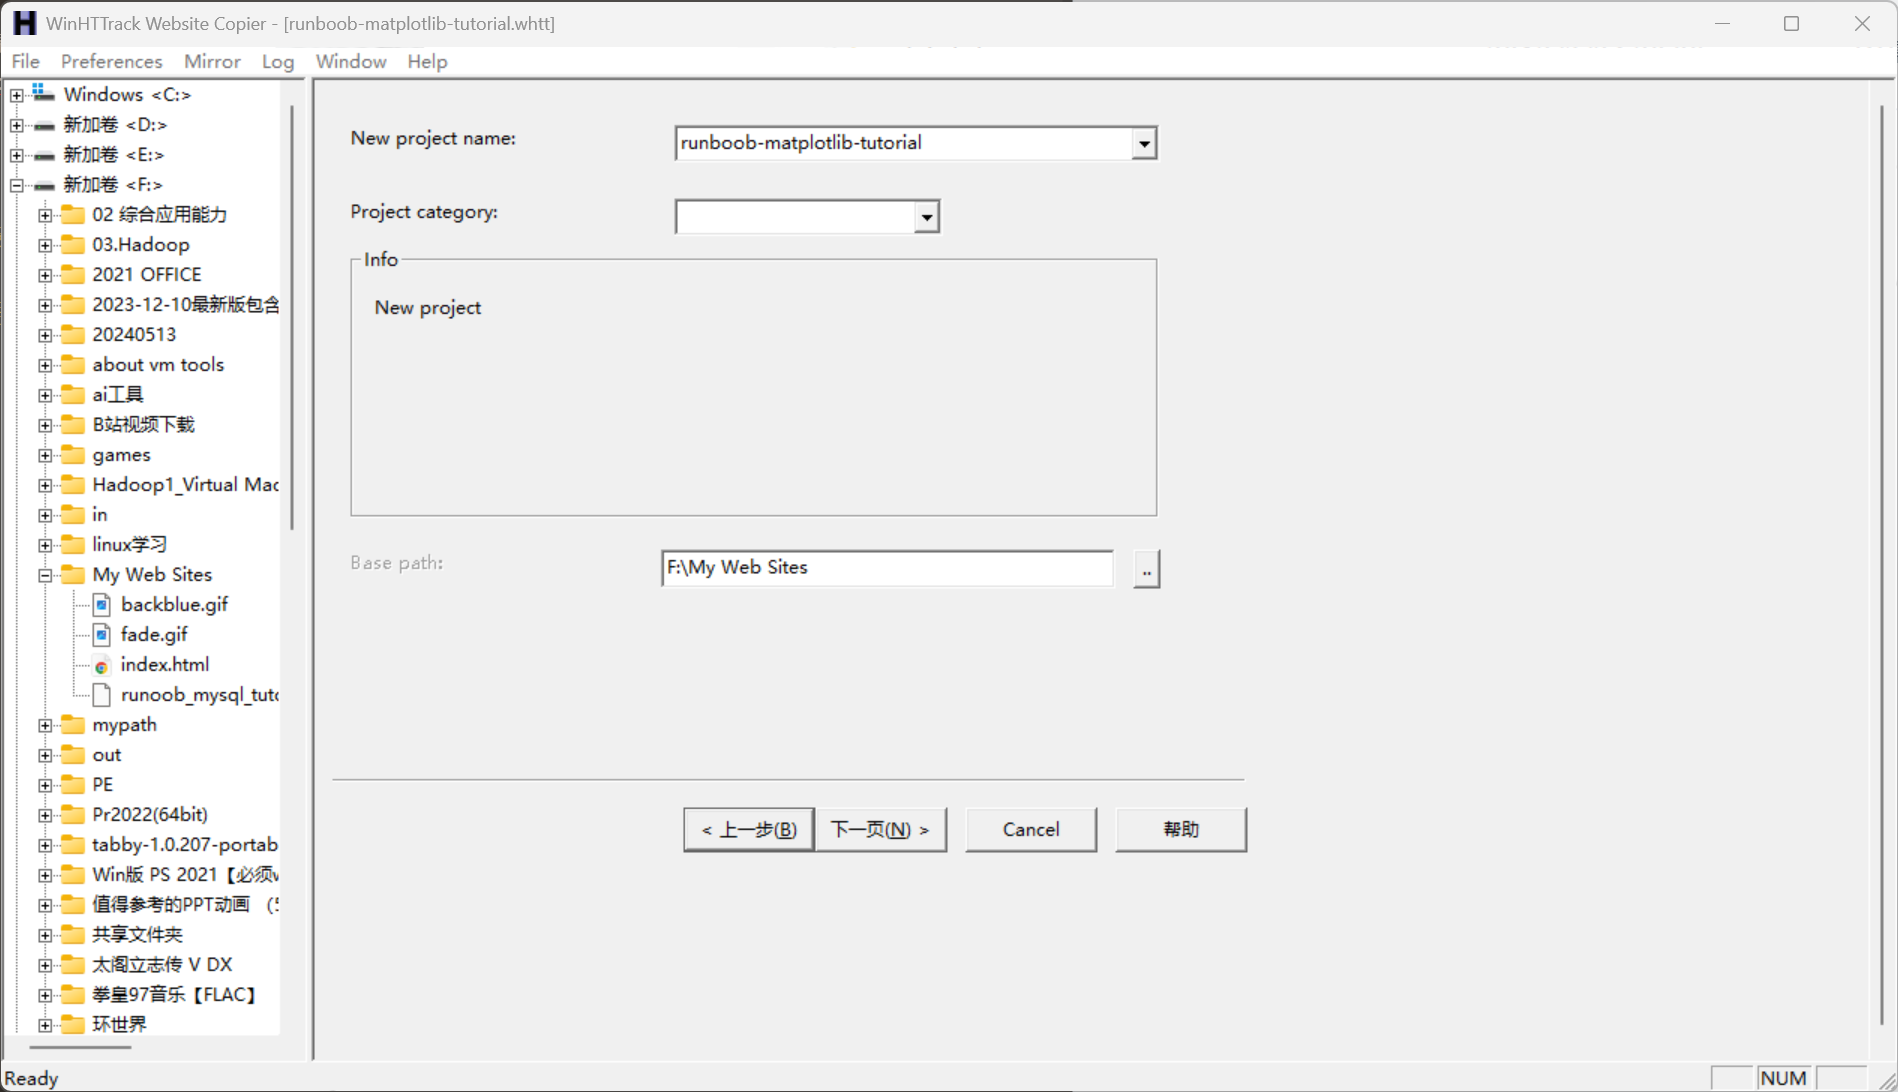 WinHTTrack Website Copier - [runboob-matplotlib-tutorial.whtt]
File Preferences Mirror Log Window Help
Windows <C:>
新加卷 <D:>
新加卷 <E:>
新加卷 <F:>
02 综合应用能力
03.Hadoop
2021 OFFICE
2023-12-10最新版包含
20240513
about vm tools
ai工具
B站视频下载
games
Hadoop1_Virtual Mac
in
linux学习
My Web Sites
backblue.gif
fade.gif
index.html
runoob_mysql_tuto
mypath
out
PE
Pr2022(64bit)
tabby-1.0.207-portab
Win版 PS 2021【必须w
值得参考的PPT动画 (5
共享文件夹
太阁立志传 V DX
拳皇97音乐【FLAC】
环世界
New project name:
runboob-matplotlib-tutorial
Project category:
Info
New project
Base path:
F:\My Web Sites
..
< 上一步(B)
下一页(N) >
Cancel
帮助
Ready
NUM